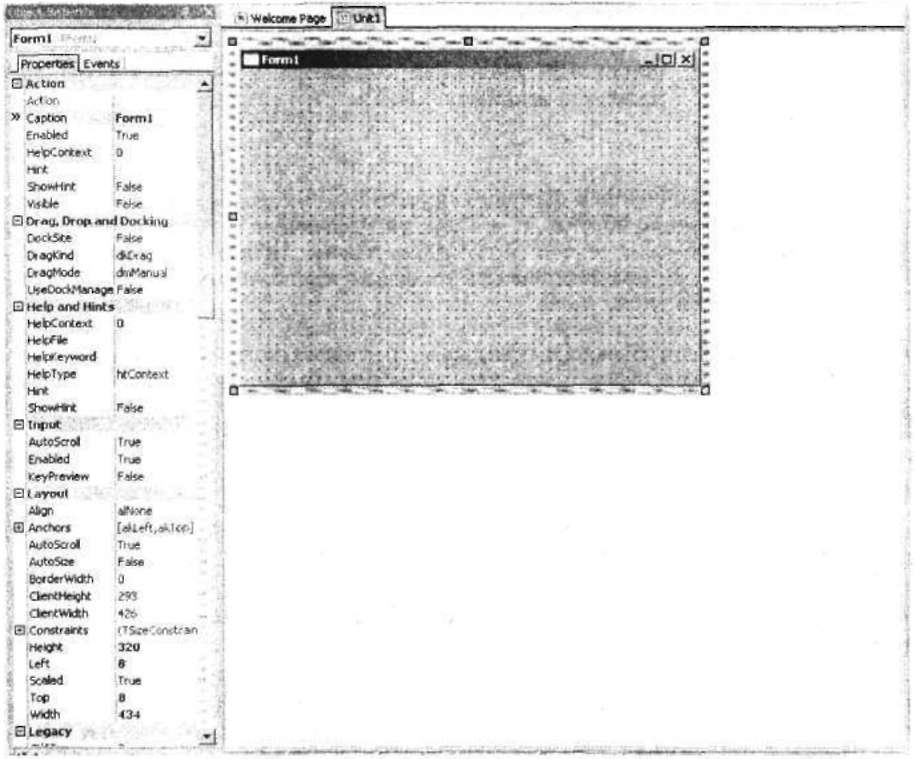 Welcome Page Unit1
Form1 TForm1
Properties Events
Action
Action
» Caption Form1
Enabled True
HelpContext 0
Hint
ShowHint False
Visible False
Drag, Drop and Docking
DockSite False
DragKind dkDrag
DragMode dmManual
UseDockManage False
Help and Hints
HelpContext 0
HelpFile
HelpKeyword
HelpType htContext
Hint
ShowHint False
Input
AutoScroll True
Enabled True
KeyPreview False
Layout
Align alNone
Anchors [akLeft,akTop]
AutoScroll True
AutoSize False
BorderWidth 0
ClientHeight 293
ClientWidth 426
Constraints (TSizeConstrain
Height 320
Left 8
Scaled True
Top 8
Width 434
Legacy
Form1